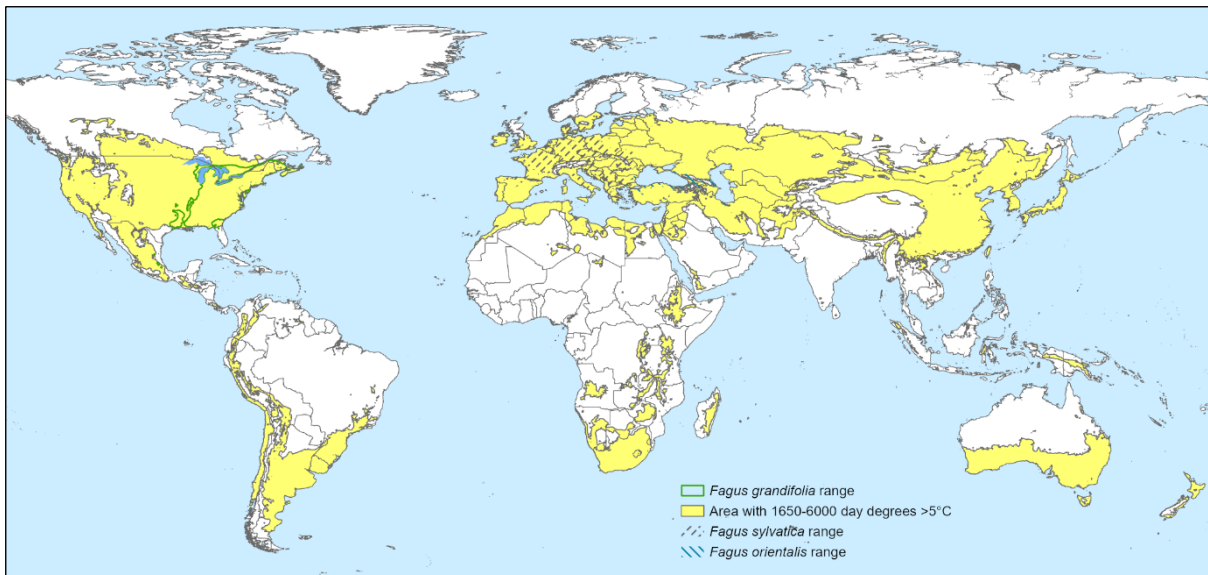 Fagus grandifolia range
Area with 1650-6000 day degrees >5°C
Fagus sylvatica range
Fagus orientalis range